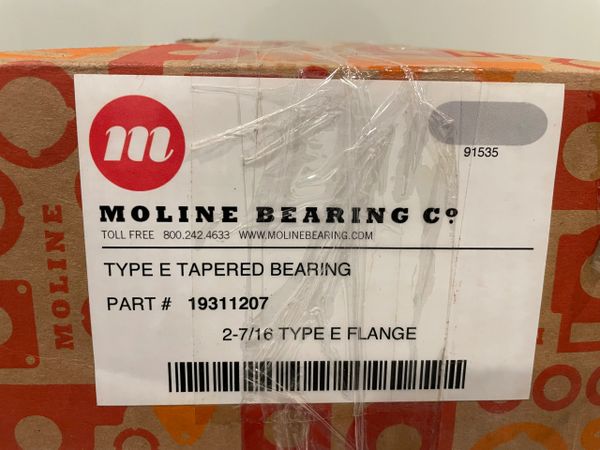 m
91535
MOLINE BEARING Co.
TOLL FREE 800.242.4633 WWW.MOLINEBEARING.COM
TYPE E TAPERED BEARING
PART # 19311207
2-7/16 TYPE E FLANGE
MOLINE